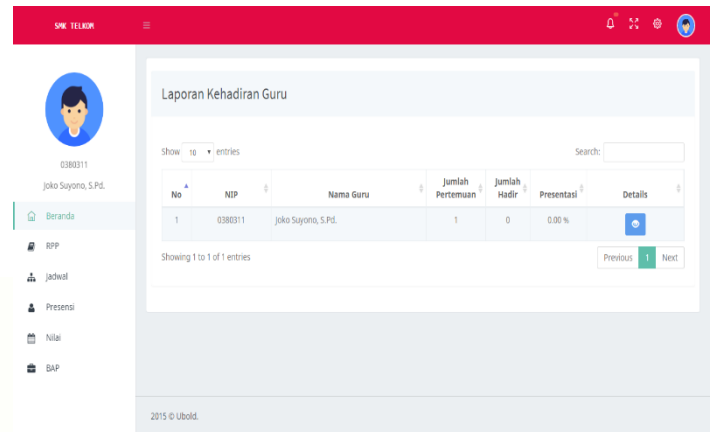 SMK TELKOM
0380311
Joko Suyono, S.Pd.
Beranda
RPP
Jadwal
Presensi
Nilai
BAP
Laporan Kehadiran Guru
Show 10 entries
Search:
No NIP Nama Guru Jumlah Pertemuan Jumlah Hadir Presentasi Details
1 0380311 Joko Suyono, S.Pd. 1 0 0.00 %
Showing 1 to 1 of 1 entries
Previous 1 Next
2015 © Ubold.